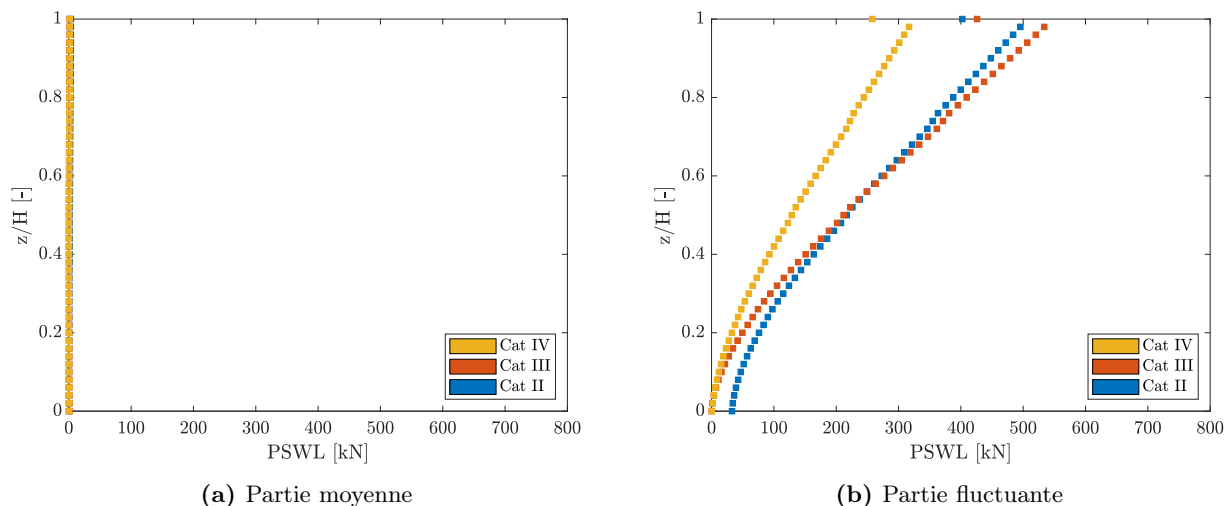 1
0.8
0.6
0.4
0.2
0
z/H [-]
0 100 200 300 400 500 600 700 800
PSWL [kN]
Cat IV
Cat III
Cat II
(a) Partie moyenne
1
0.8
0.6
0.4
0.2
0
z/H [-]
0 100 200 300 400 500 600 700 800
PSWL [kN]
Cat IV
Cat III
Cat II
(b) Partie fluctuante